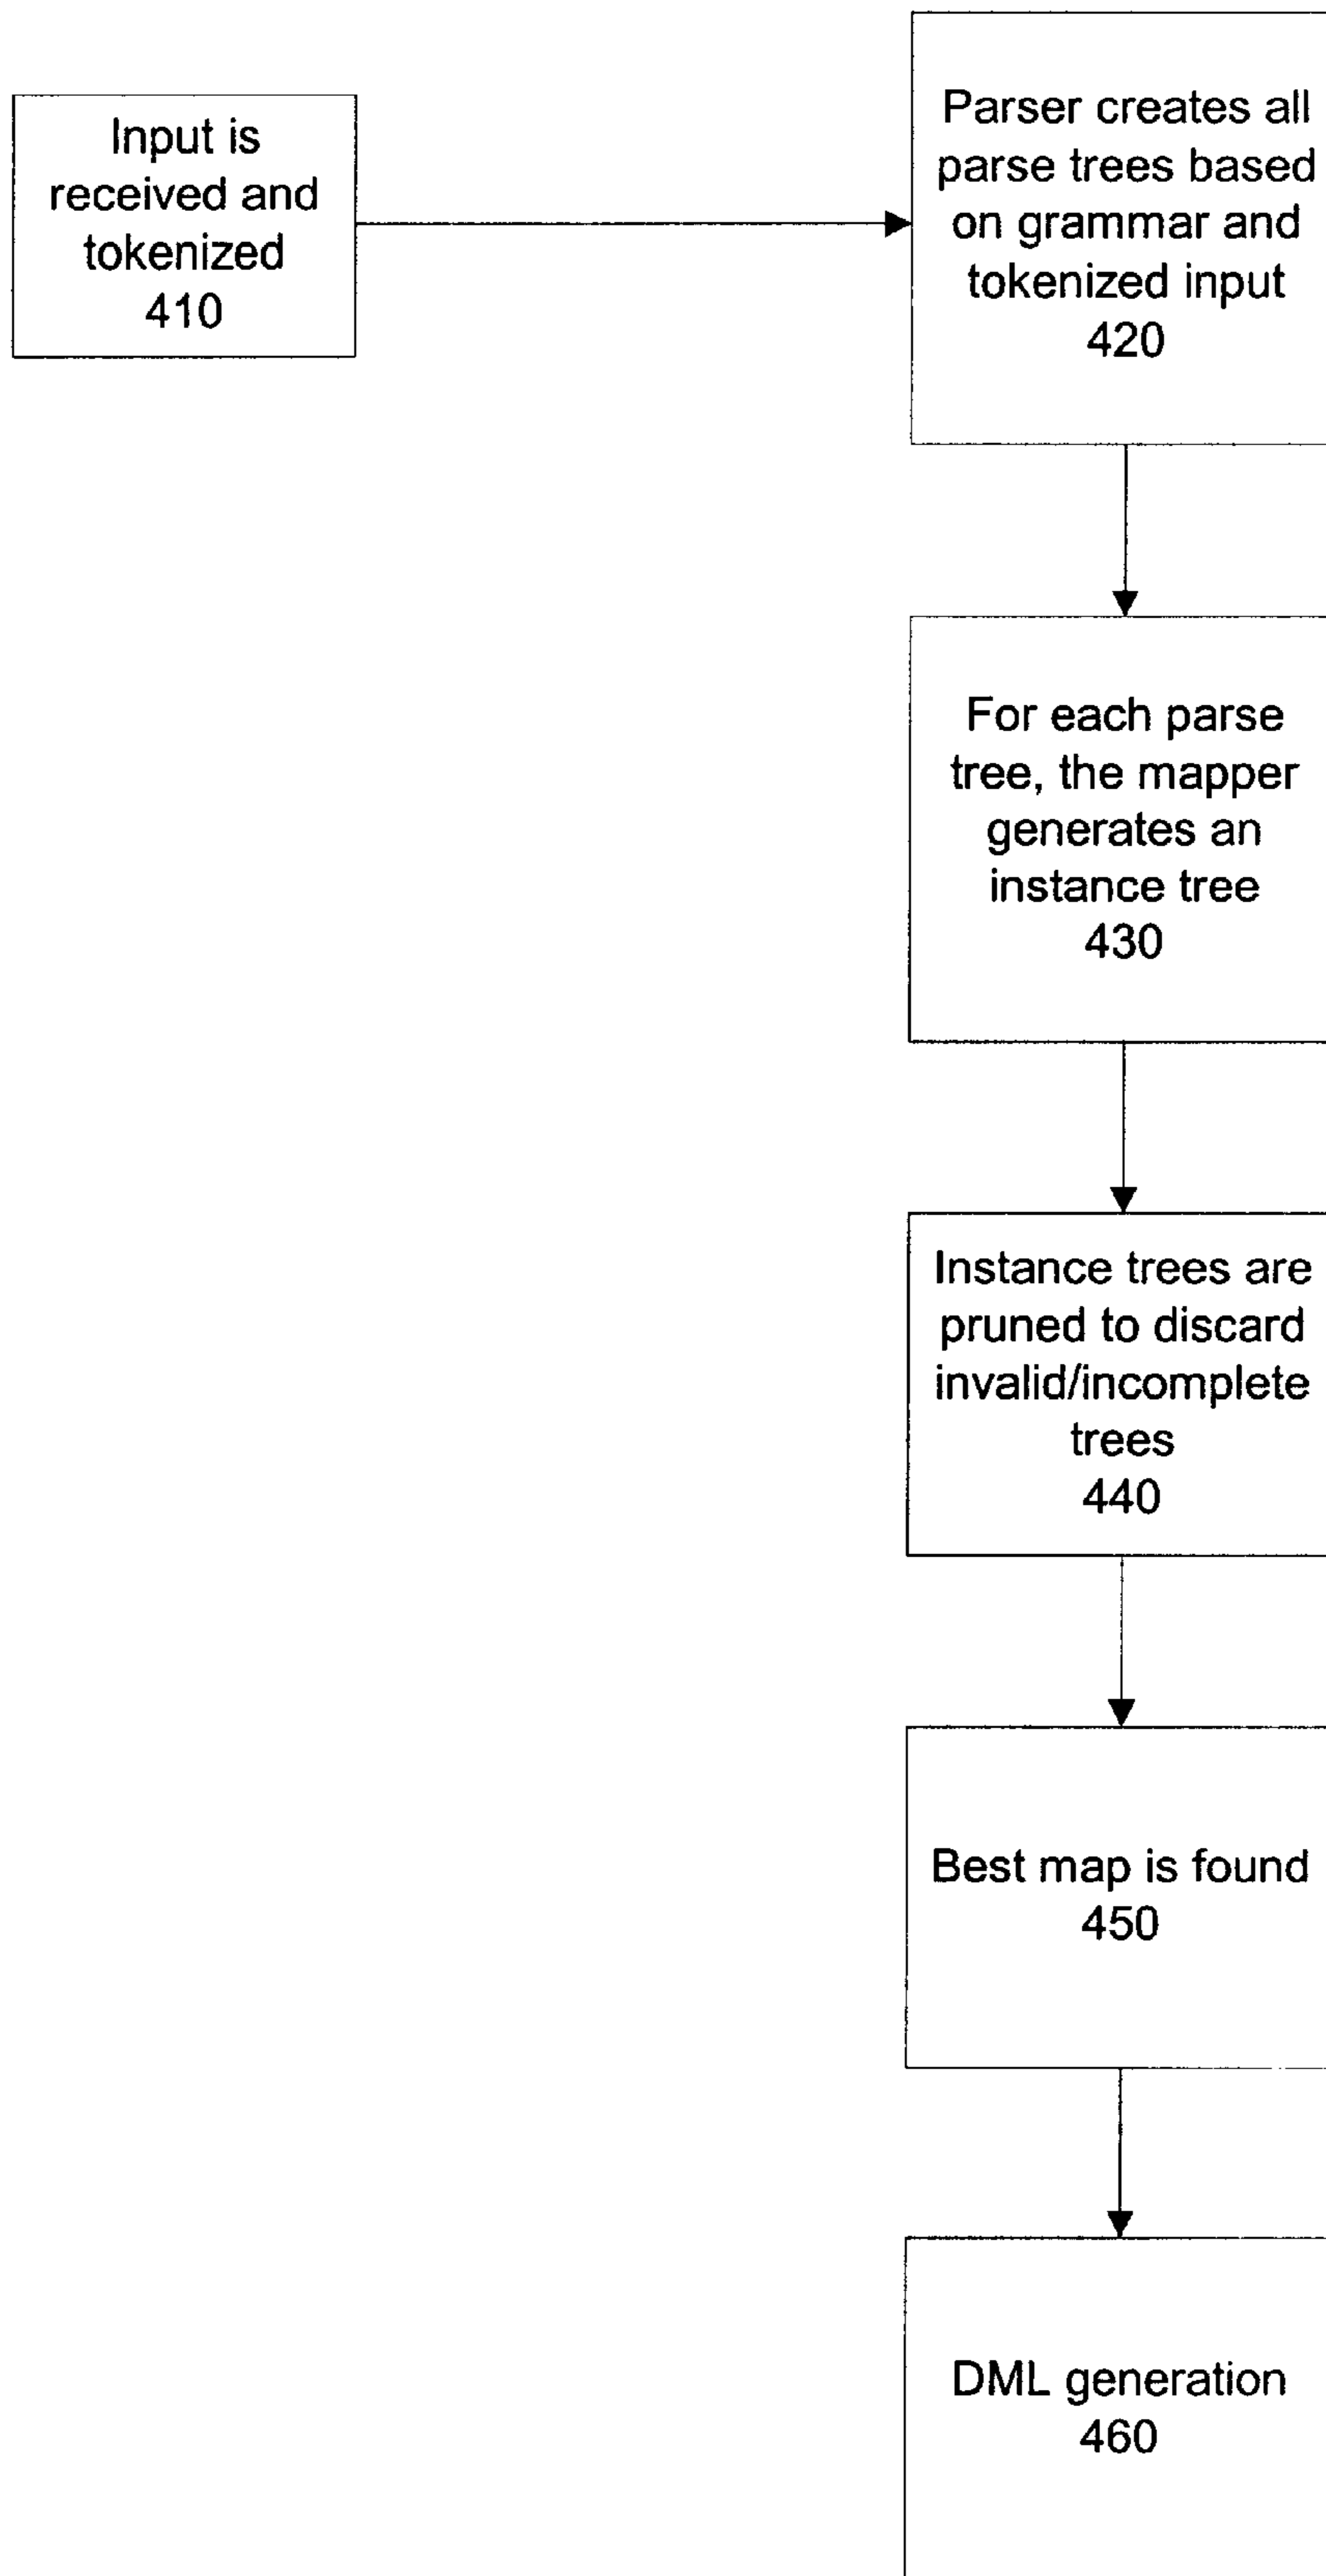 Input is
received and
tokenized
410
Parser creates all
parse trees based
on grammar and
tokenized input
420
For each parse
tree, the mapper
generates an
instance tree
430
Instance trees are
pruned to discard
invalid/incomplete
trees
440
Best map is found
450
DML generation
460